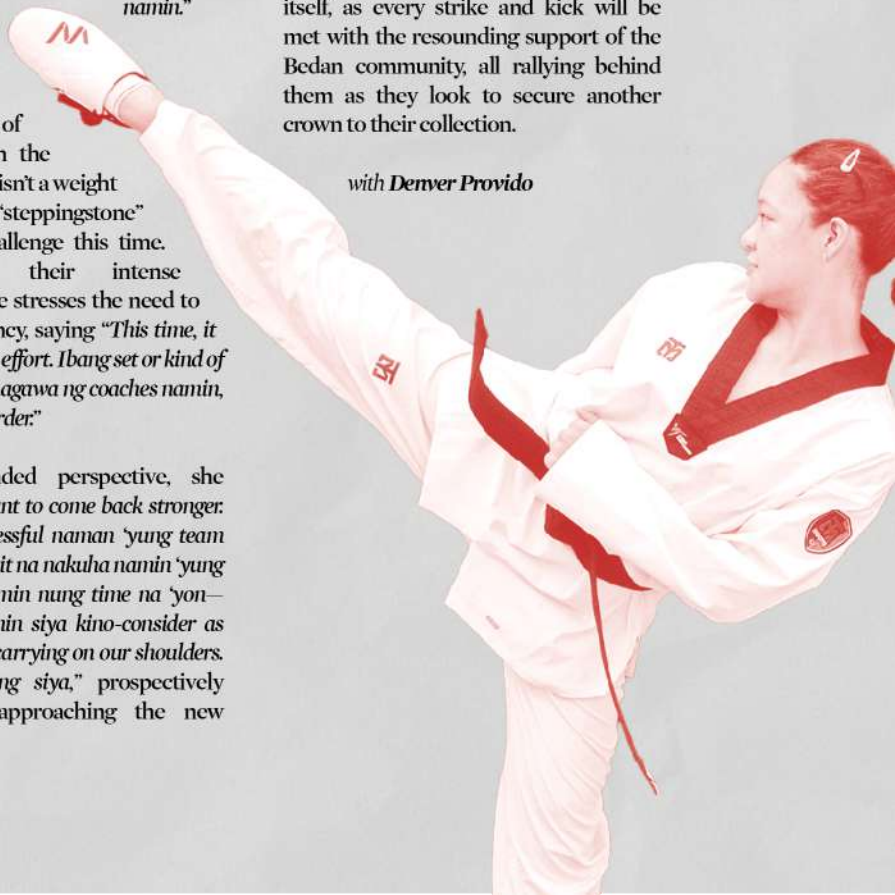 namin.”
of
the
isn’t a weight
“steppingstone”
allenge this time.
their intense
e stresses the need to
ncy, saying “This time, it
effort. Ibang set or kind of
agawa ng coaches namin,
rder.”
nded perspective, she
nt to come back stronger.
essful naman ‘yung team
it na nakuha namin ‘yung
min nung time na ‘yon—
min siya kino-consider as
carrying on our shoulders.
ng siya,” prospectively
approaching the new
itself, as every strike and kick will be
met with the resounding support of the
Bedan community, all rallying behind
them as they look to secure another
crown to their collection.
with Denver Provido